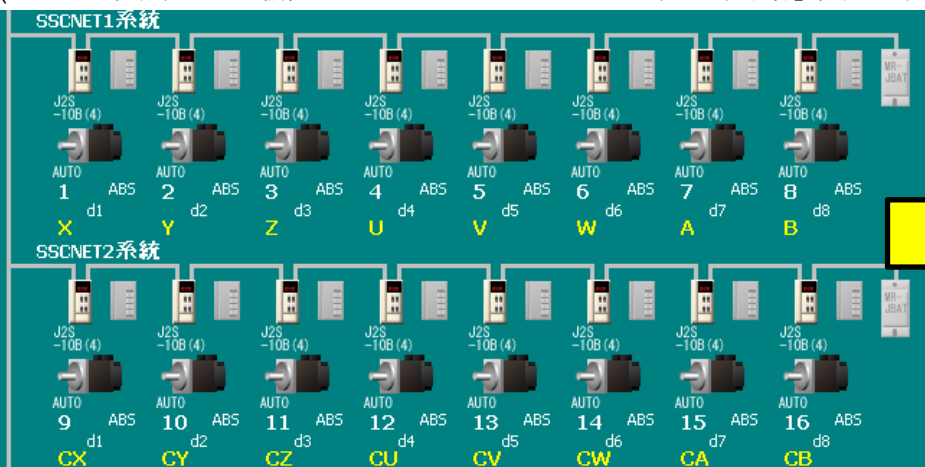 SSCNET1系統
MR-
JBAT
J2S J2S J2S J2S J2S J2S J2S J2S
-10B(4) -10B(4) -10B(4) -10B(4) -10B(4) -10B(4) -10B(4) -10B(4)
AUTO AUTO AUTO AUTO AUTO AUTO AUTO AUTO
1 ABS 2 ABS 3 ABS 4 ABS 5 ABS 6 ABS 7 ABS 8 ABS
d1 d2 d3 d4 d5 d6 d7 d8
X Y Z U V W A B
SSCNET2系統
MR-
JBAT
J2S J2S J2S J2S J2S J2S J2S J2S
-10B(4) -10B(4) -10B(4) -10B(4) -10B(4) -10B(4) -10B(4) -10B(4)
AUTO AUTO AUTO AUTO AUTO AUTO AUTO AUTO
9 ABS 10 ABS 11 ABS 12 ABS 13 ABS 14 ABS 15 ABS 16 ABS
d1 d2 d3 d4 d5 d6 d7 d8
CX CY CZ CU CV CW CA CB